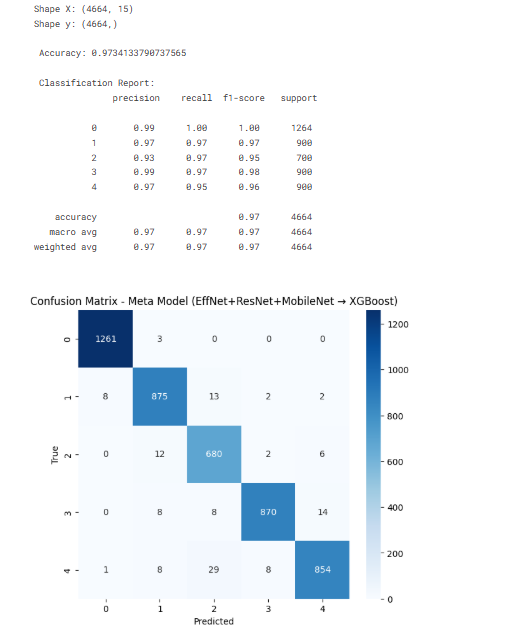 Shape X: (4664, 15)
Shape y: (4664,)
Accuracy: 0.9734133790737565
Classification Report:
precision recall f1-score support
0 0.99 1.00 1.00 1264
1 0.97 0.97 0.97 900
2 0.93 0.97 0.95 700
3 0.99 0.97 0.98 900
4 0.97 0.95 0.96 900
accuracy 0.97 4664
macro avg 0.97 0.97 0.97 4664
weighted avg 0.97 0.97 0.97 4664
Confusion Matrix - Meta Model (EffNet+ResNet+MobileNet → XGBoost)
0 1261 3 0 0 0
1 8 875 13 2 2
2 0 12 680 2 6
3 0 8 8 870 14
4 1 8 29 8 854
0 1 2 3 4
True
Predicted
1200
1000
800
600
400
200
0